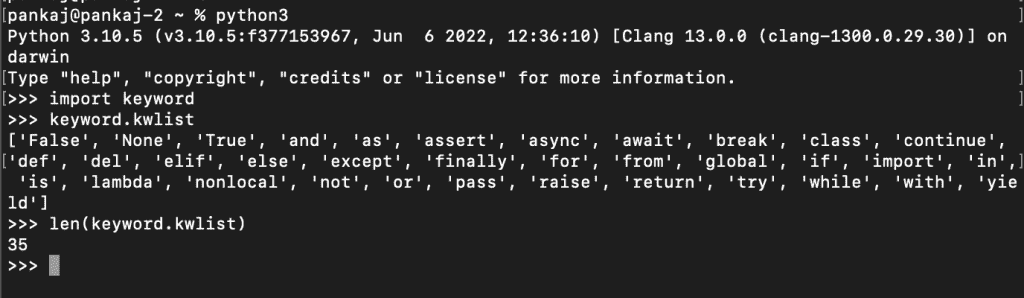 [pankaj@pankaj-2 ~ % python3 ]
Python 3.10.5 (v3.10.5:f377153967, Jun  6 2022, 12:36:10) [Clang 13.0.0 (clang-1300.0.29.30)] on
darwin
[Type "help", "copyright", "credits" or "license" for more information. ]
[>>> import keyword ]
>>> keyword.kwlist
['False', 'None', 'True', 'and', 'as', 'assert', 'async', 'await', 'break', 'class', 'continue',
['def', 'del', 'elif', 'else', 'except', 'finally', 'for', 'from', 'global', 'if', 'import', 'in',]
 'is', 'lambda', 'nonlocal', 'not', 'or', 'pass', 'raise', 'return', 'try', 'while', 'with', 'yie
ld']
>>> len(keyword.kwlist)
35
>>>